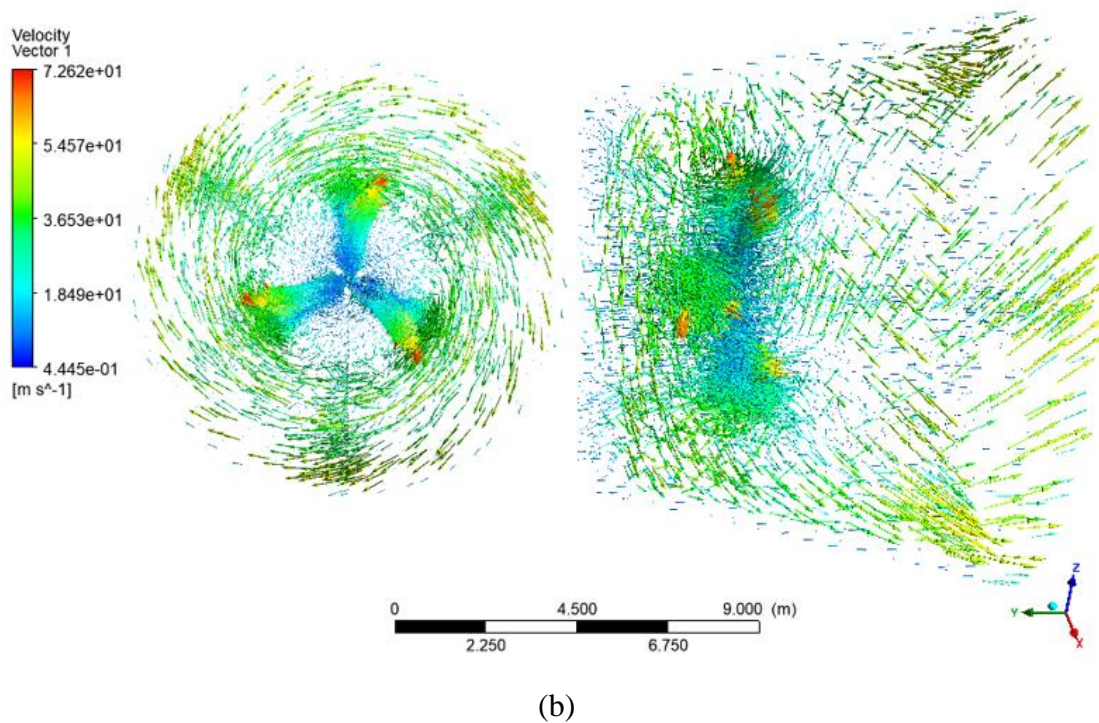 Velocity
Vector 1
7.262e+01
5.457e+01
3.653e+01
1.849e+01
4.445e-01
[m s^-1]
0 4.500 9.000 (m)
2.250 6.750
Z
Y
X
(b)